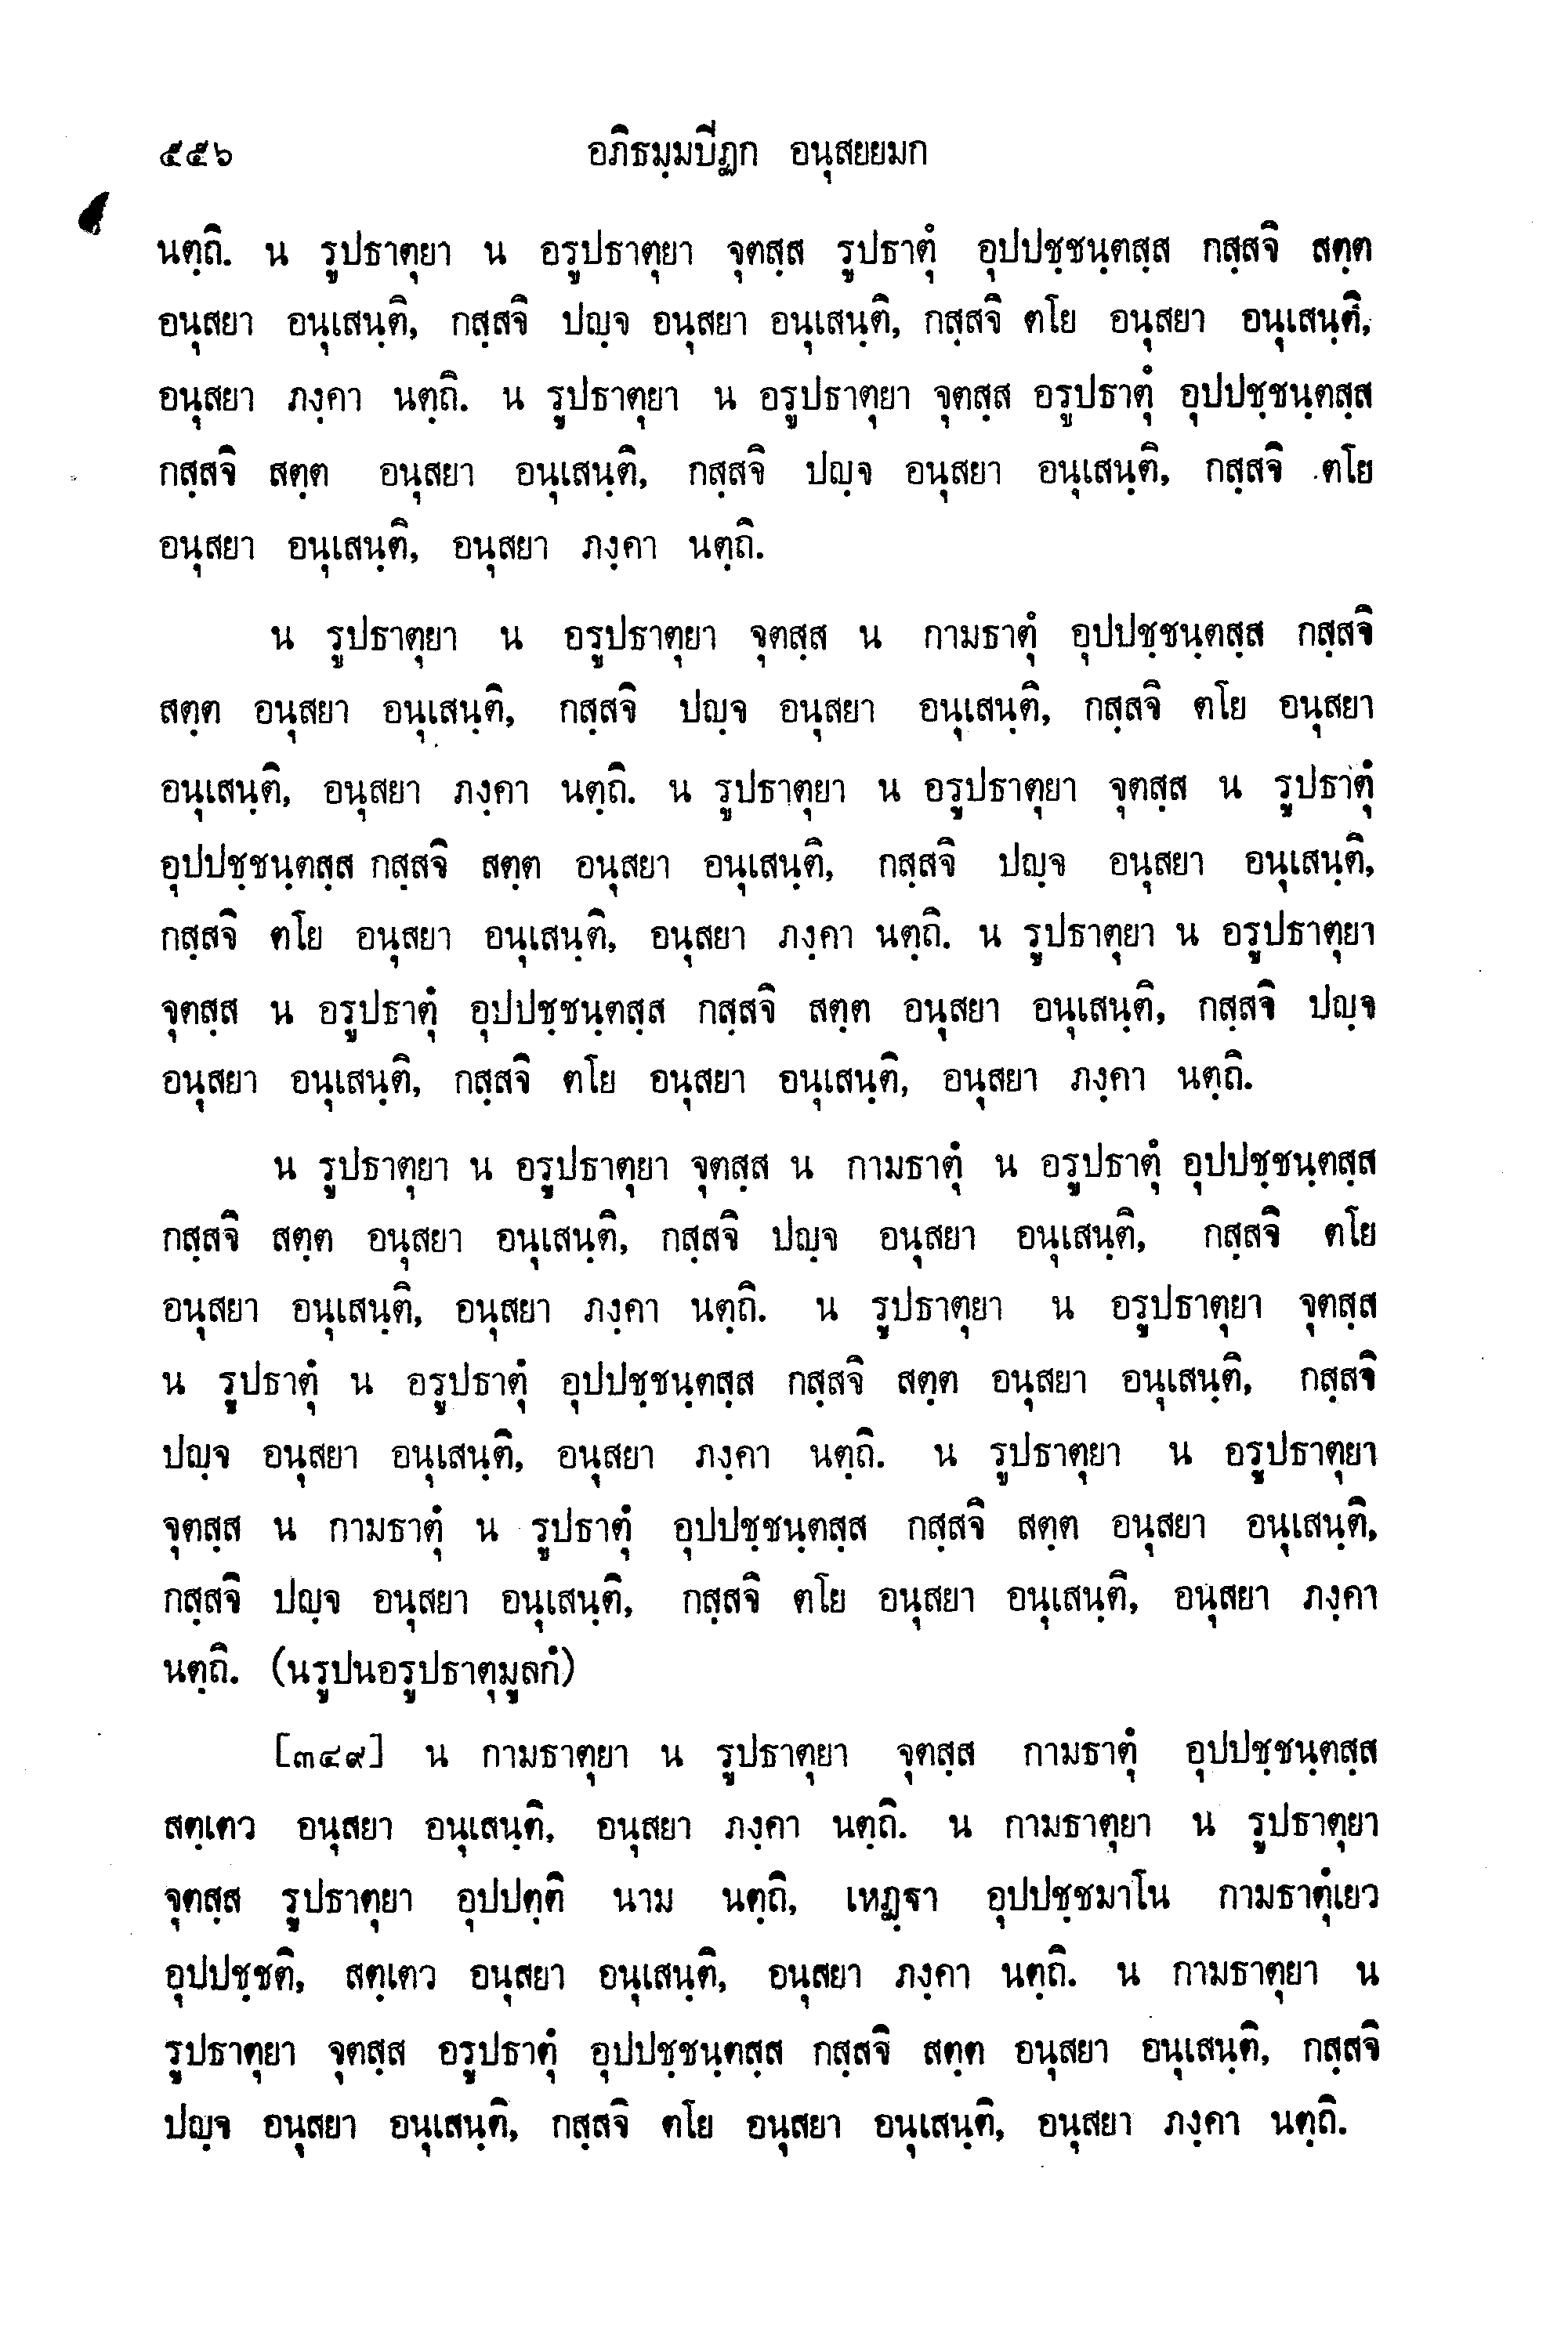 ๕๕๖ อภิธมฺมปีฏก อนุสยยมก
นตฺถิ. น รูปธาตุยา น อรูปธาตุยา จุตสฺส รูปธาตุํ อุปปชฺชนฺตสฺส กสฺสจิ สตฺต
อนุสยา อนุเสนฺติ, กสฺสจิ ปญฺจ อนุสยา อนุเสนฺติ, กสฺสจิ ตโย อนุสยา อนุเสนฺติ,
อนุสยา ภงฺคา นตฺถิ. น รูปธาตุยา น อรูปธาตุยา จุตสฺส อรูปธาตุํ อุปปชฺชนฺตสฺส
กสฺสจิ สตฺต อนุสยา อนุเสนฺติ, กสฺสจิ ปญฺจ อนุสยา อนุเสนฺติ, กสฺสจิ ตโย
อนุสยา อนุเสนฺติ, อนุสยา ภงฺคา นตฺถิ.
น รูปธาตุยา น อรูปธาตุยา จุตสฺส น กามธาตุํ อุปปชฺชนฺตสฺส กสฺสจิ
สตฺต อนุสยา อนุเสนฺติ, กสฺสจิ ปญฺจ อนุสยา อนุเสนฺติ, กสฺสจิ ตโย อนุสยา
อนุเสนฺติ, อนุสยา ภงฺคา นตฺถิ. น รูปธาตุยา น อรูปธาตุยา จุตสฺส น รูปธาตุํ
อุปปชฺชนฺตสฺส กสฺสจิ สตฺต อนุสยา อนุเสนฺติ, กสฺสจิ ปญฺจ อนุสยา อนุเสนฺติ,
กสฺสจิ ตโย อนุสยา อนุเสนฺติ, อนุสยา ภงฺคา นตฺถิ. น รูปธาตุยา น อรูปธาตุยา
จุตสฺส น อรูปธาตุํ อุปปชฺชนฺตสฺส กสฺสจิ สตฺต อนุสยา อนุเสนฺติ, กสฺสจิ ปญฺจ
อนุสยา อนุเสนฺติ, กสฺสจิ ตโย อนุสยา อนุเสนฺติ, อนุสยา ภงฺคา นตฺถิ.
น รูปธาตุยา น อรูปธาตุยา จุตสฺส น กามธาตุํ น อรูปธาตุํ อุปปชฺชนฺตสฺส
กสฺสจิ สตฺต อนุสยา อนุเสนฺติ, กสฺสจิ ปญฺจ อนุสยา อนุเสนฺติ, กสฺสจิ ตโย
อนุสยา อนุเสนฺติ, อนุสยา ภงฺคา นตฺถิ. น รูปธาตุยา น อรูปธาตุยา จุตสฺส
น รูปธาตุํ น อรูปธาตุํ อุปปชฺชนฺตสฺส กสฺสจิ สตฺต อนุสยา อนุเสนฺติ, กสฺสจิ
ปญฺจ อนุสยา อนุเสนฺติ, อนุสยา ภงฺคา นตฺถิ. น รูปธาตุยา น อรูปธาตุยา
จุตสฺส น กามธาตุํ น รูปธาตุํ อุปปชฺชนฺตสฺส กสฺสจิ สตฺต อนุสยา อนุเสนฺติ,
กสฺสจิ ปญฺจ อนุสยา อนุเสนฺติ, กสฺสจิ ตโย อนุสยา อนุเสนฺติ, อนุสยา ภงฺคา
นตฺถิ. (นรูปนอรูปธาตุมูลกํ)
[๓๔๙] น กามธาตุยา น รูปธาตุยา จุตสฺส กามธาตุํ อุปปชฺชนฺตสฺส
สตฺเตว อนุสยา อนุเสนฺติ, อนุสยา ภงฺคา นตฺถิ. น กามธาตุยา น รูปธาตุยา
จุตสฺส รูปธาตุยา อุปปตฺติ นาม นตฺถิ, เหฏฺฐา อุปปชฺชมาโน กามธาตุํเยว
อุปปชฺชติ, สตฺเตว อนุสยา อนุเสนฺติ, อนุสยา ภงฺคา นตฺถิ. น กามธาตุยา น
รูปธาตุยา จุตสฺส อรูปธาตุํ อุปปชฺชนฺตสฺส กสฺสจิ สตฺต อนุสยา อนุเสนฺติ, กสฺสจิ
ปญฺจ อนุสยา อนุเสนฺติ, กสฺสจิ ตโย อนุสยา อนุเสนฺติ, อนุสยา ภงฺคา นตฺถิ.